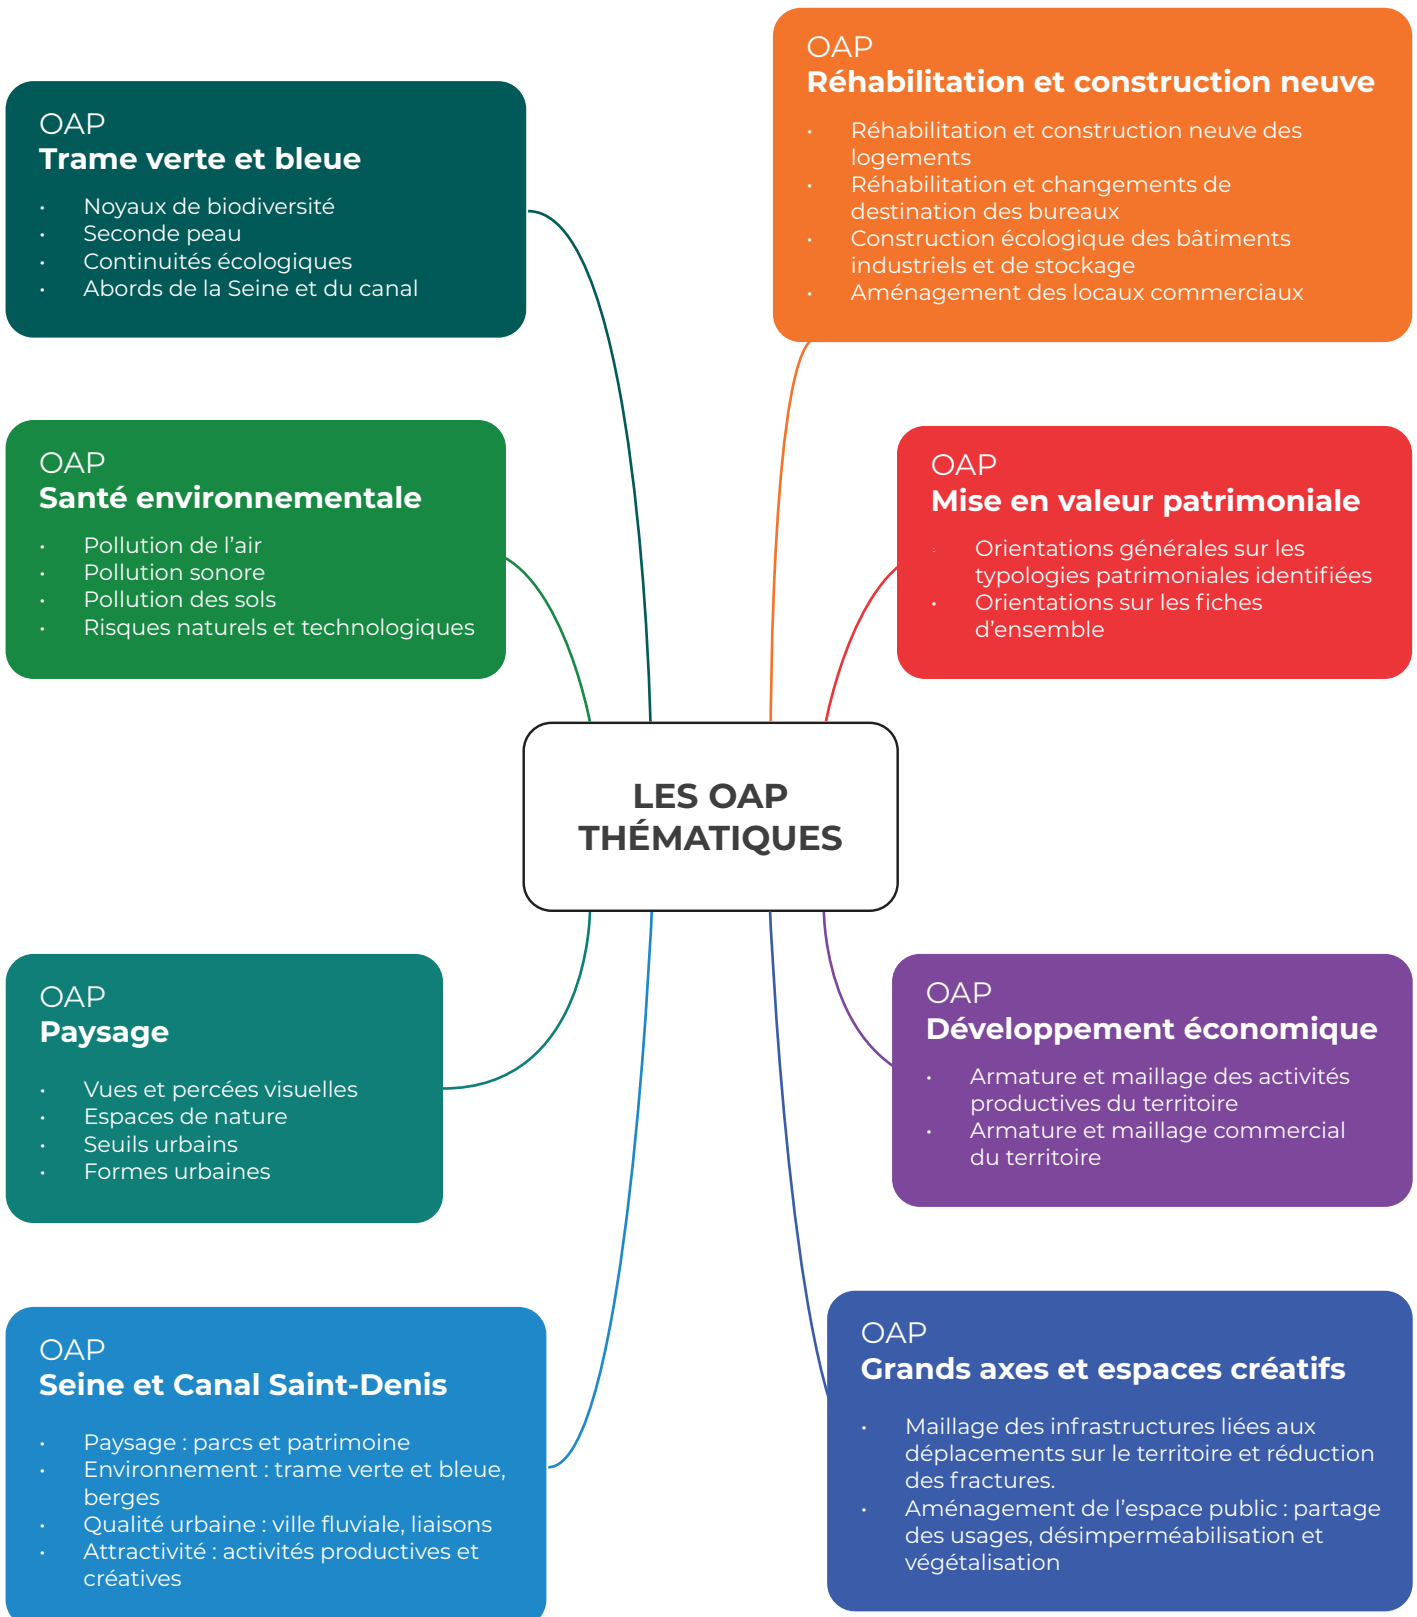 OAP
Trame verte et bleue
• Noyaux de biodiversité
• Seconde peau
• Continuités écologiques
• Abords de la Seine et du canal
OAP
Réhabilitation et construction neuve
• Réhabilitation et construction neuve des
logements
• Réhabilitation et changements de
destination des bureaux
• Construction écologique des bâtiments
industriels et de stockage
• Aménagement des locaux commerciaux
OAP
Santé environnementale
• Pollution de l’air
• Pollution sonore
• Pollution des sols
• Risques naturels et technologiques
OAP
Mise en valeur patrimoniale
• Orientations générales sur les
typologies patrimoniales identifiées
• Orientations sur les fiches
d’ensemble
LES OAP
THÉMATIQUES
OAP
Paysage
• Vues et percées visuelles
• Espaces de nature
• Seuils urbains
• Formes urbaines
OAP
Développement économique
• Armature et maillage des activités
productives du territoire
• Armature et maillage commercial
du territoire
OAP
Seine et Canal Saint-Denis
• Paysage : parcs et patrimoine
• Environnement : trame verte et bleue,
berges
• Qualité urbaine : ville fluviale, liaisons
• Attractivité : activités productives et
créatives
OAP
Grands axes et espaces créatifs
• Maillage des infrastructures liées aux
déplacements sur le territoire et réduction
des fractures.
• Aménagement de l’espace public : partage
des usages, désimperméabilisation et
végétalisation